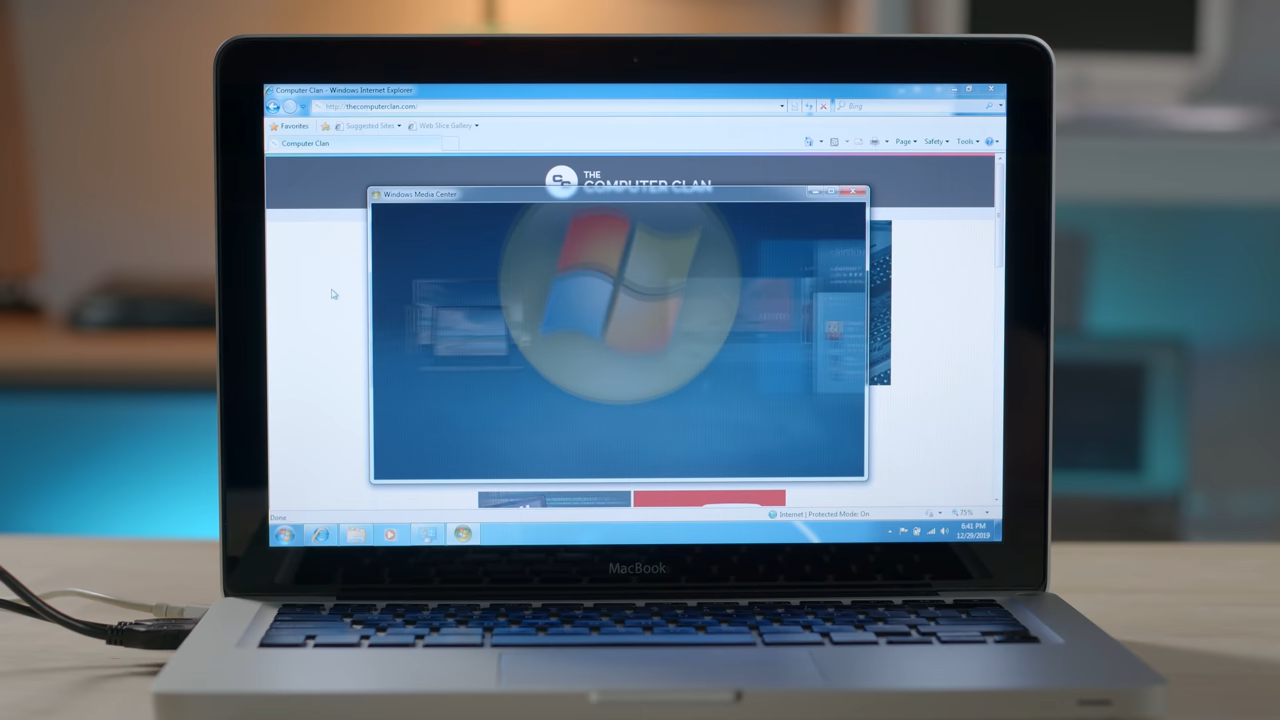 Computer Clan - Windows Internet Explorer
http://thecomputerclan.com/
Bing
Favorites
Suggested Sites
Web Slice Gallery
Computer Clan
Page
Safety
Tools
CC
THE
COMPUTER CLAN
Windows Media Center
Done
Internet | Protected Mode: On
75%
6:41 PM
12/29/2019
MacBook